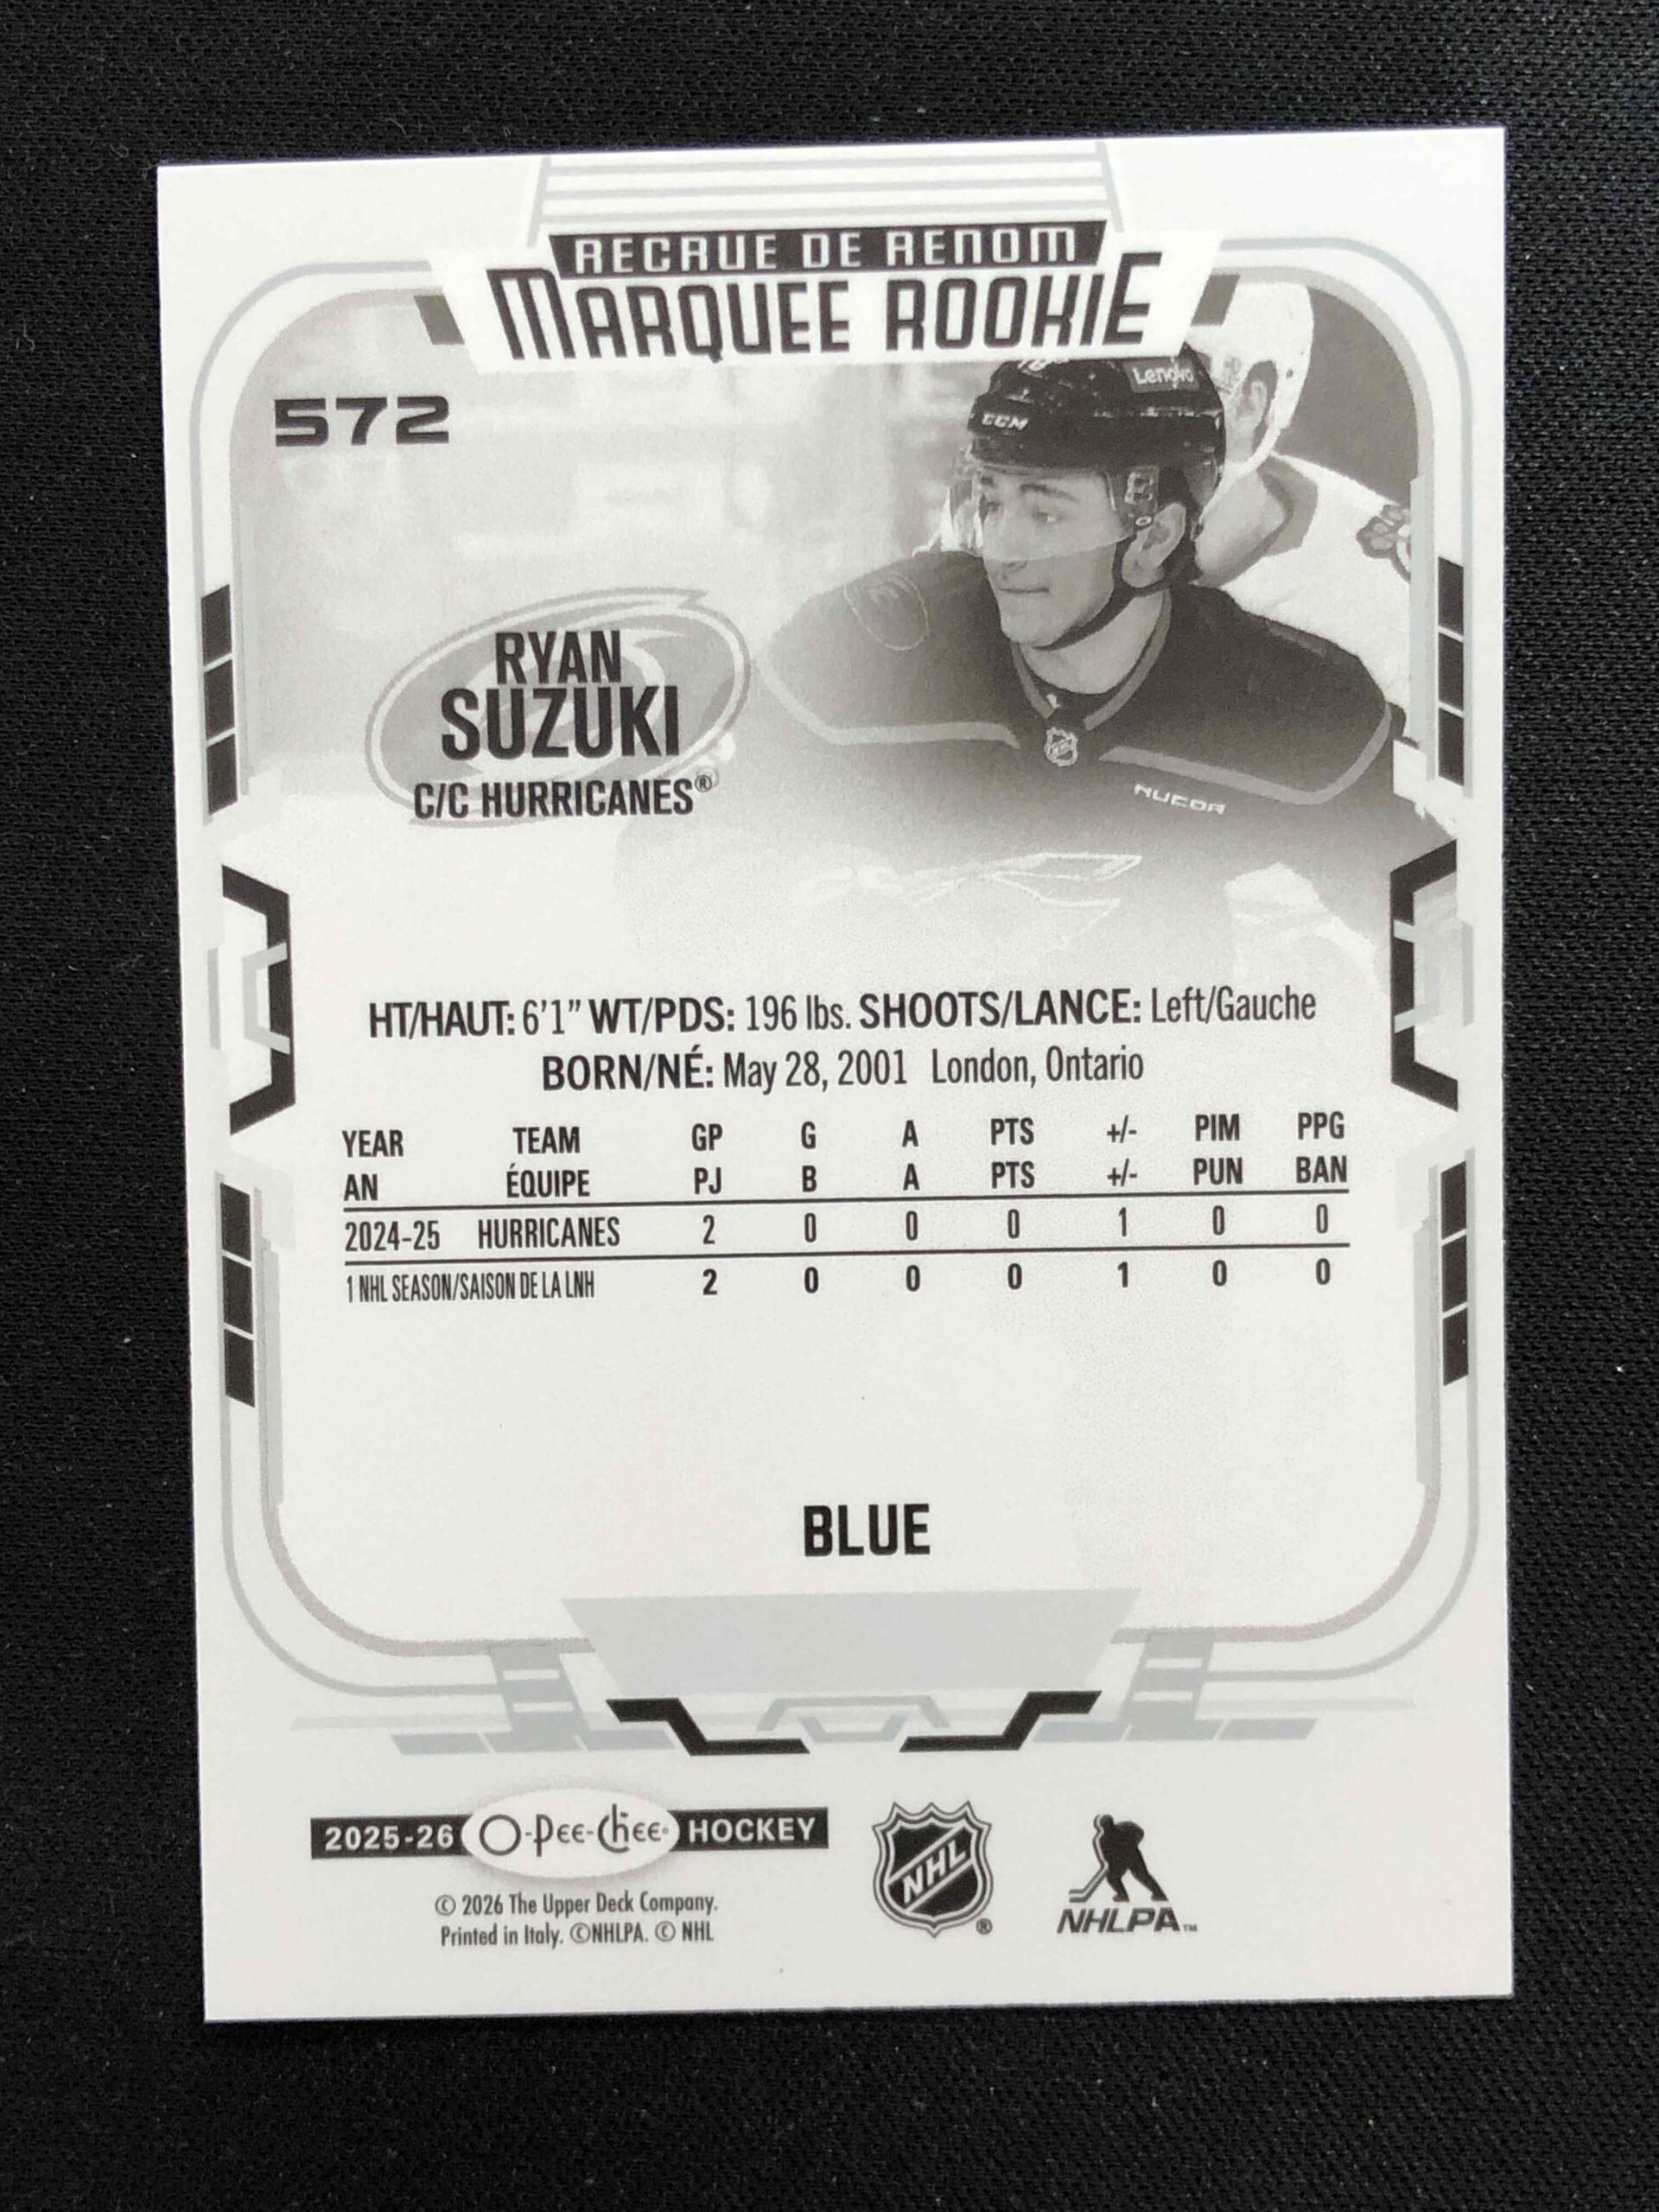 RECRUE DE RENOM
MARQUEE ROOKIE
572
Lenovo
CCM
RYAN
SUZUKI
C/C HURRICANES®
NHL
NUCOR
HT/HAUT: 6'1" WT/PDS: 196 lbs. SHOOTS/LANCE: Left/Gauche
BORN/NÉ: May 28, 2001 London, Ontario
YEAR TEAM GP G A PTS +/- PIM PPG
AN ÉQUIPE PJ B A PTS +/- PUN BAN
2024-25 HURRICANES 2 0 0 0 1 0 0
1 NHL SEASON/SAISON DE LA LNH 2 0 0 0 1 0 0
BLUE
2025-26 O-Pee-Chee® HOCKEY
© 2026 The Upper Deck Company.
Printed in Italy. ©NHLPA. © NHL
NHL ®
NHLPA™